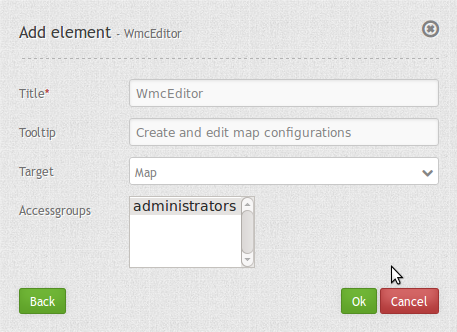 Add element - WmcEditor
Title* WmcEditor
Tooltip Create and edit map configurations
Target Map
Accessgroups administrators
Back Ok Cancel